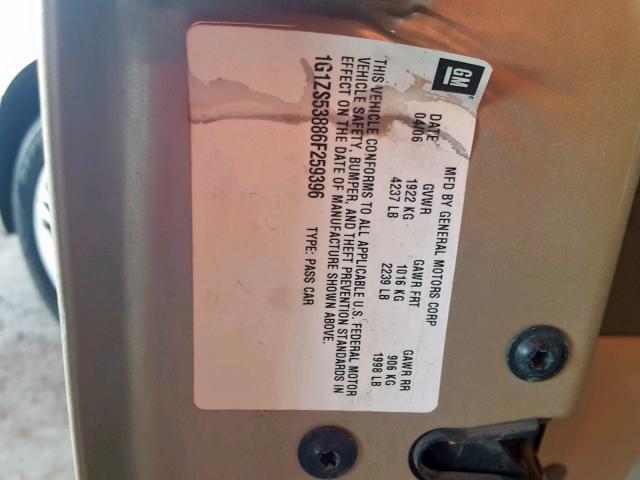 GM
MFD BY GENERAL MOTORS CORP
DATE GVWR GAWR FRT GAWR RR
04/06 1922 KG 1016 KG 906 KG
4237 LB 2239 LB 1998 LB
THIS VEHICLE CONFORMS TO ALL APPLICABLE U.S. FEDERAL MOTOR
VEHICLE SAFETY, BUMPER, AND THEFT PREVENTION STANDARDS IN
EFFECT ON THE DATE OF MANUFACTURE SHOWN ABOVE.
1G1ZS53886F259396 TYPE: PASS CAR